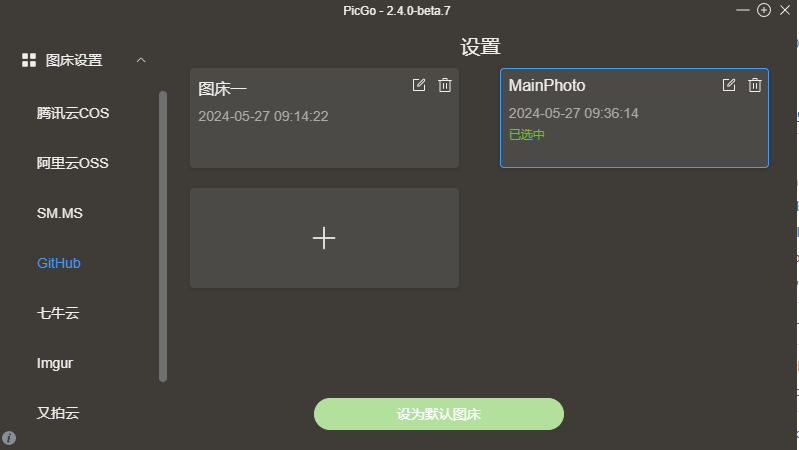 PicGo - 2.4.0-beta.7
图床设置
腾讯云COS
阿里云OSS
SM.MS
GitHub
七牛云
Imgur
又拍云
设置
图床一
2024-05-27 09:14:22
MainPhoto
2024-05-27 09:36:14
已选中
设为默认图床